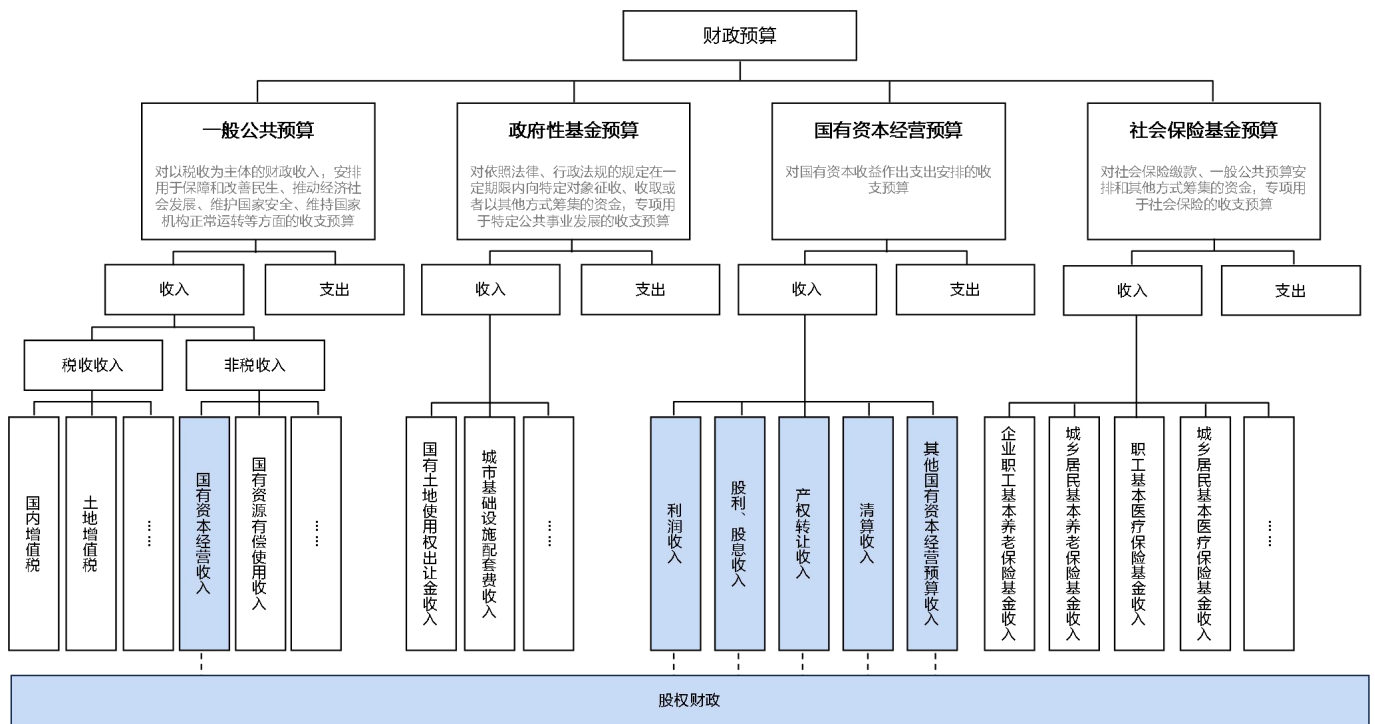 财政预算
一般公共预算
对以税收为主体的财政收入，安排
用于保障和改善民生、推动经济社
会发展、维护国家安全、维持国家
机构正常运转等方面的收支预算
政府性基金预算
对依照法律、行政法规的规定在一
定期限内向特定对象征收、收取或
者以其他方式筹集的资金，专项用
于特定公共事业发展的收支预算
国有资本经营预算
对国有资本收益作出支出安排的收
支预算
社会保险基金预算
对社会保险缴款、一般公共预算安
排和其他方式筹集的资金，专项用
于社会保险的收支预算
收入
支出
收入
支出
收入
支出
收入
支出
税收收入
非税收入
国内增值税
土地增值税
……
国有资本经营收入
国有资源有偿使用收入
……
国有土地使用权出让金收入
城市基础设施配套费收入
……
利润收入
股利、股息收入
产权转让收入
清算收入
其他国有资本经营预算收入
企业职工基本养老保险基金收入
城乡居民基本养老保险基金收入
职工基本医疗保险基金收入
城乡居民基本医疗保险基金收入
……
股权财政